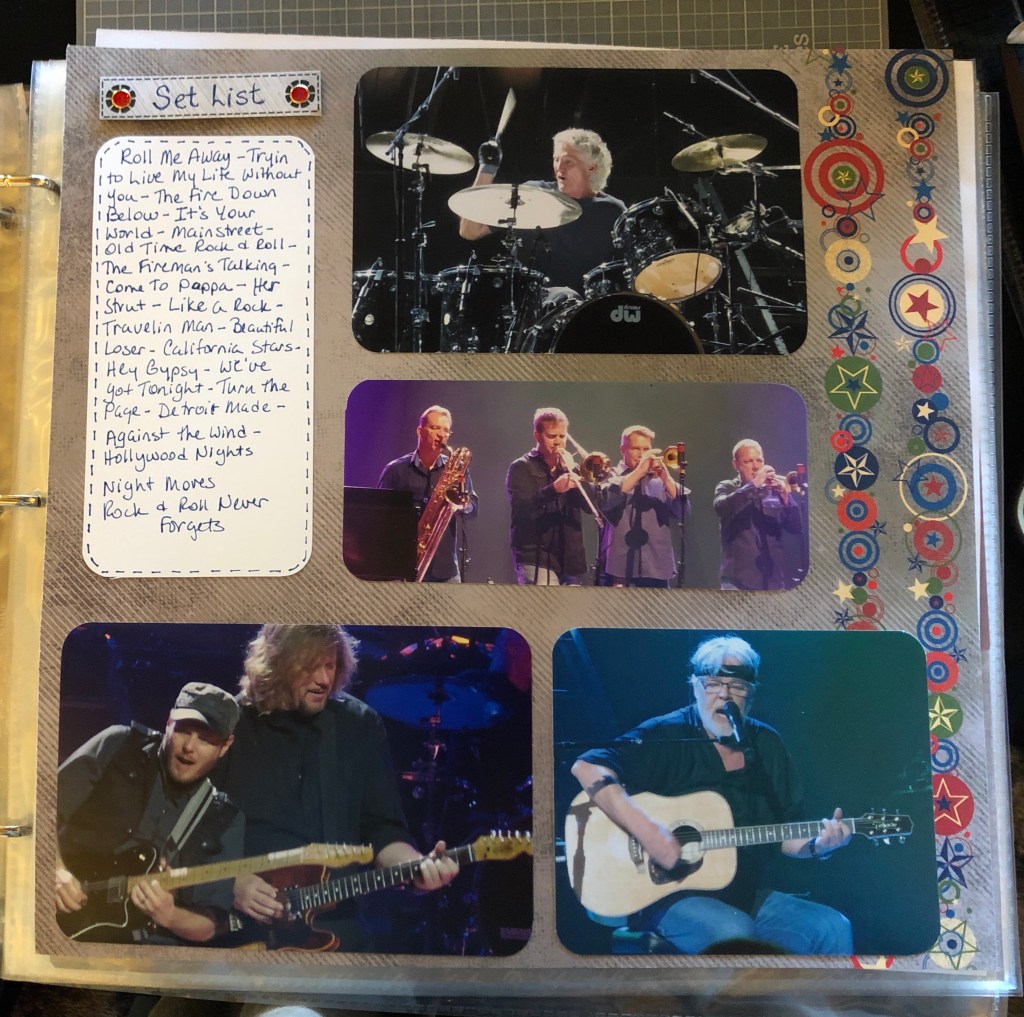 Set List
Roll Me Away - Tryin
to Live My Life Without
You - The Fire Down
Below - It's Your
World - Mainstreet -
Old Time Rock & Roll -
The Fireman's Talking -
Come To Pappa - Her
Strut - Like a Rock -
Travelin Man - Beautiful
Loser - California Stars -
Hey Gypsy - We've
got Tonight - Turn the
Page - Detroit Made -
Against the Wind -
Hollywood Nights
Night Moves
Rock & Roll Never
Forgets
dw